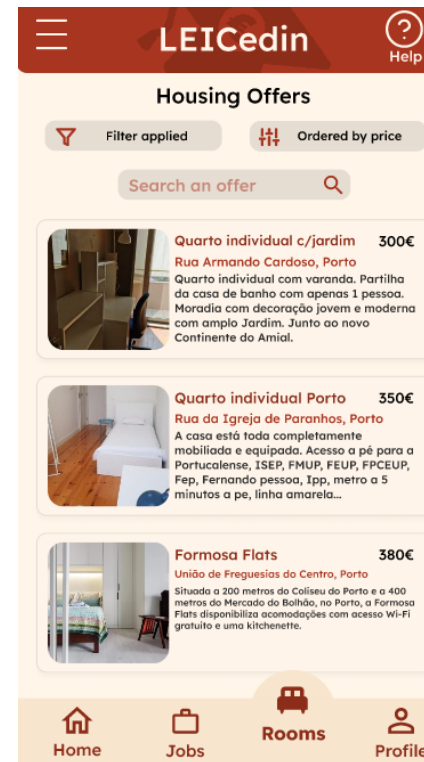 LEICedin
Help
Housing Offers
Filter applied
Ordered by price
Search an offer
Quarto individual c/jardim 300€
Rua Armando Cardoso, Porto
Quarto individual com varanda. Partilha
da casa de banho com apenas 1 pessoa.
Moradia com decoração jovem e moderna
com amplo Jardim. Junto ao novo
Continente do Amial.
Quarto individual Porto 350€
Rua da Igreja de Paranhos, Porto
A casa está toda completamente
mobiliada e equipada. Acesso a pé para a
Portucalense, ISEP, FMUP, FEUP, FPCEUP,
Fep, Fernando pessoa, Ipp, metro a 5
minutos a pe, linha amarela...
Formosa Flats 380€
União de Freguesias do Centro, Porto
Situada a 200 metros do Coliseu do Porto e a 400
metros do Mercado do Bolhão, no Porto, a Formosa
Flats disponibiliza acomodações com acesso Wi-Fi
gratuito e uma kitchenette.
Home
Jobs
Rooms
Profile